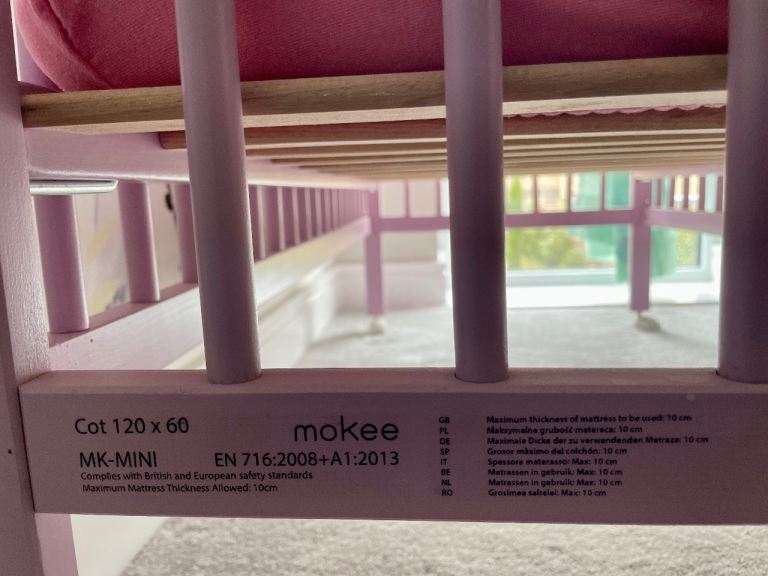 Cot 120 x 60
mokee
MK-MINI EN 716:2008+A1:2013
Complies with British and European safety standards
Maximum Mattress Thickness Allowed: 10cm
GB Maximum thickness of mattress to be used: 10 cm
PL Maksymalna grubość materaca: 10 cm
DE Maximale Dicke der zu verwendenden Matraze: 10 cm
SP Grosor máximo del colchón: 10 cm
IT Spessora materasso: Max: 10 cm
BE Matrassen in gebruik: Max: 10 cm
NL Matrassen in gebruik: Max: 10 cm
RO Grosimea saltelei: Max: 10 cm